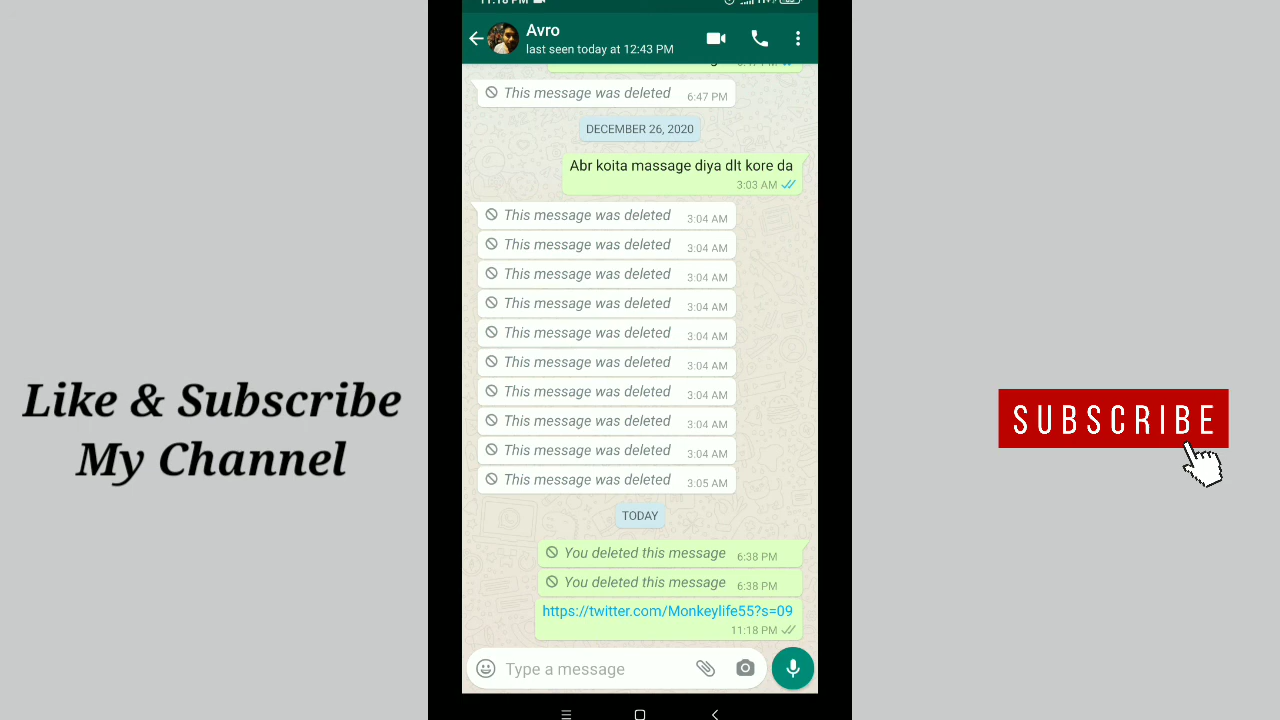 Avro
last seen today at 12:43 PM
This message was deleted 6:47 PM
DECEMBER 26, 2020
Abr koita massage diya dlt kore da
3:03 AM
This message was deleted 3:04 AM
This message was deleted 3:04 AM
This message was deleted 3:04 AM
This message was deleted 3:04 AM
This message was deleted 3:04 AM
This message was deleted 3:04 AM
This message was deleted 3:04 AM
This message was deleted 3:04 AM
This message was deleted 3:04 AM
This message was deleted 3:05 AM
TODAY
You deleted this message 6:38 PM
You deleted this message 6:38 PM
https://twitter.com/Monkeylife55?s=09
11:18 PM
Type a message
Like & Subscribe
My Channel
SUBSCRIBE